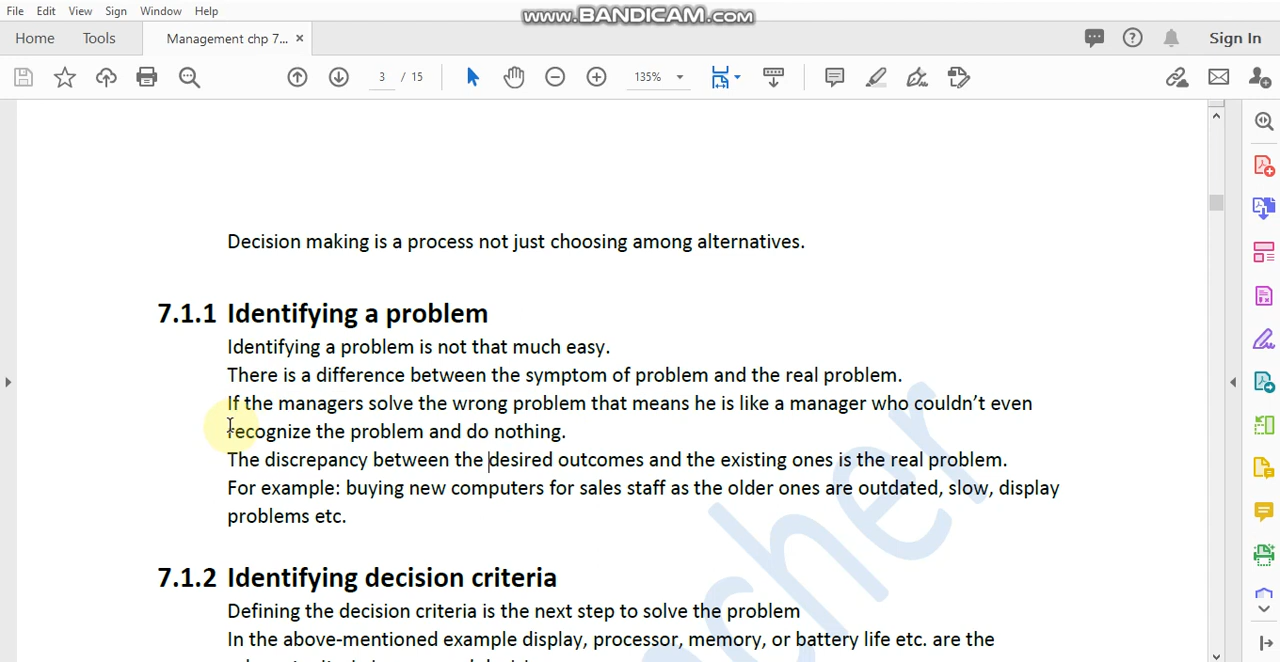 www.BANDICAM.com
File Edit View Sign Window Help
Home Tools Management chp 7... × Sign In
3 / 15 135%
Decision making is a process not just choosing among alternatives.
7.1.1 Identifying a problem
Identifying a problem is not that much easy.
There is a difference between the symptom of problem and the real problem.
If the managers solve the wrong problem that means he is like a manager who couldn't even
recognize the problem and do nothing.
The discrepancy between the desired outcomes and the existing ones is the real problem.
For example: buying new computers for sales staff as the older ones are outdated, slow, display
problems etc.
7.1.2 Identifying decision criteria
Defining the decision criteria is the next step to solve the problem
In the above-mentioned example display, processor, memory, or battery life etc. are the